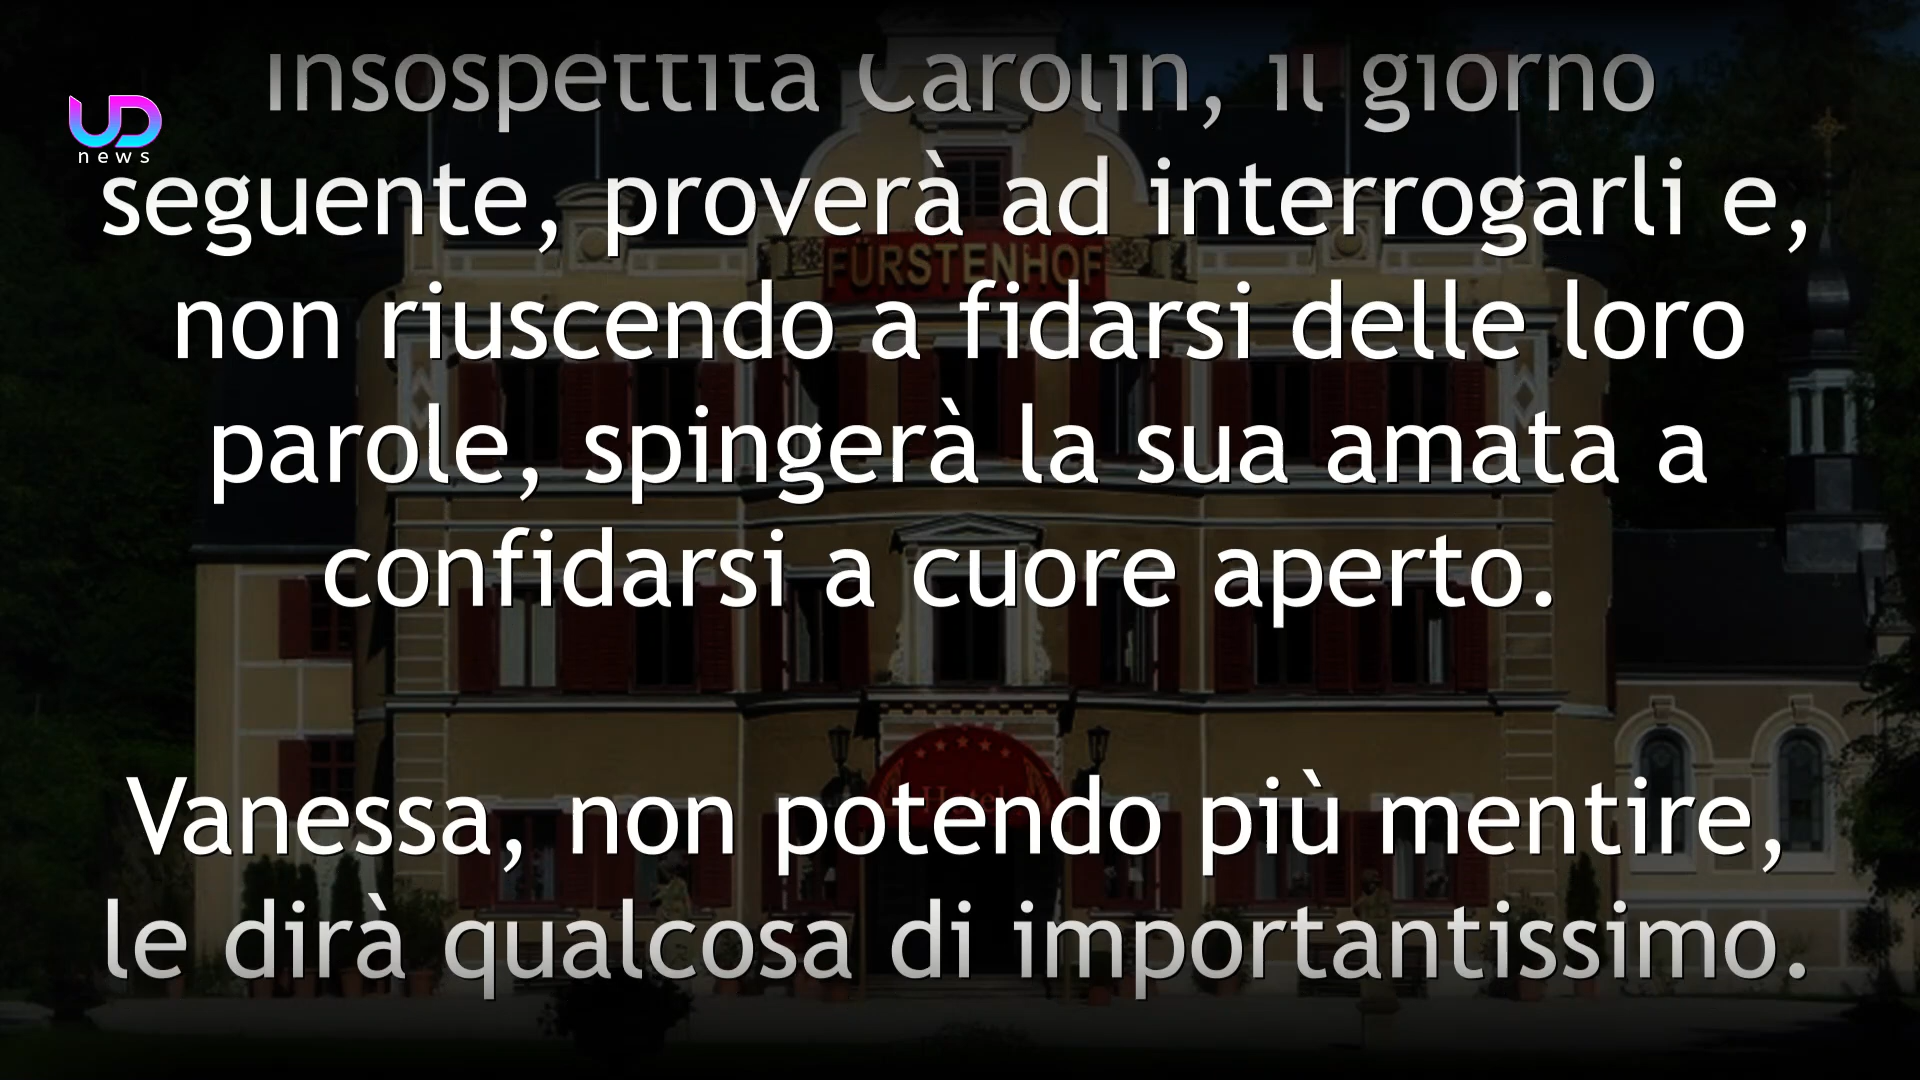 UD
news
Insospettita Carolin, il giorno
seguente, proverà ad interrogarli e,
FÜRSTENHOF
non riuscendo a fidarsi delle loro
parole, spingerà la sua amata a
confidarsi a cuore aperto.
Hotel
Vanessa, non potendo più mentire,
le dirà qualcosa di importantissimo.